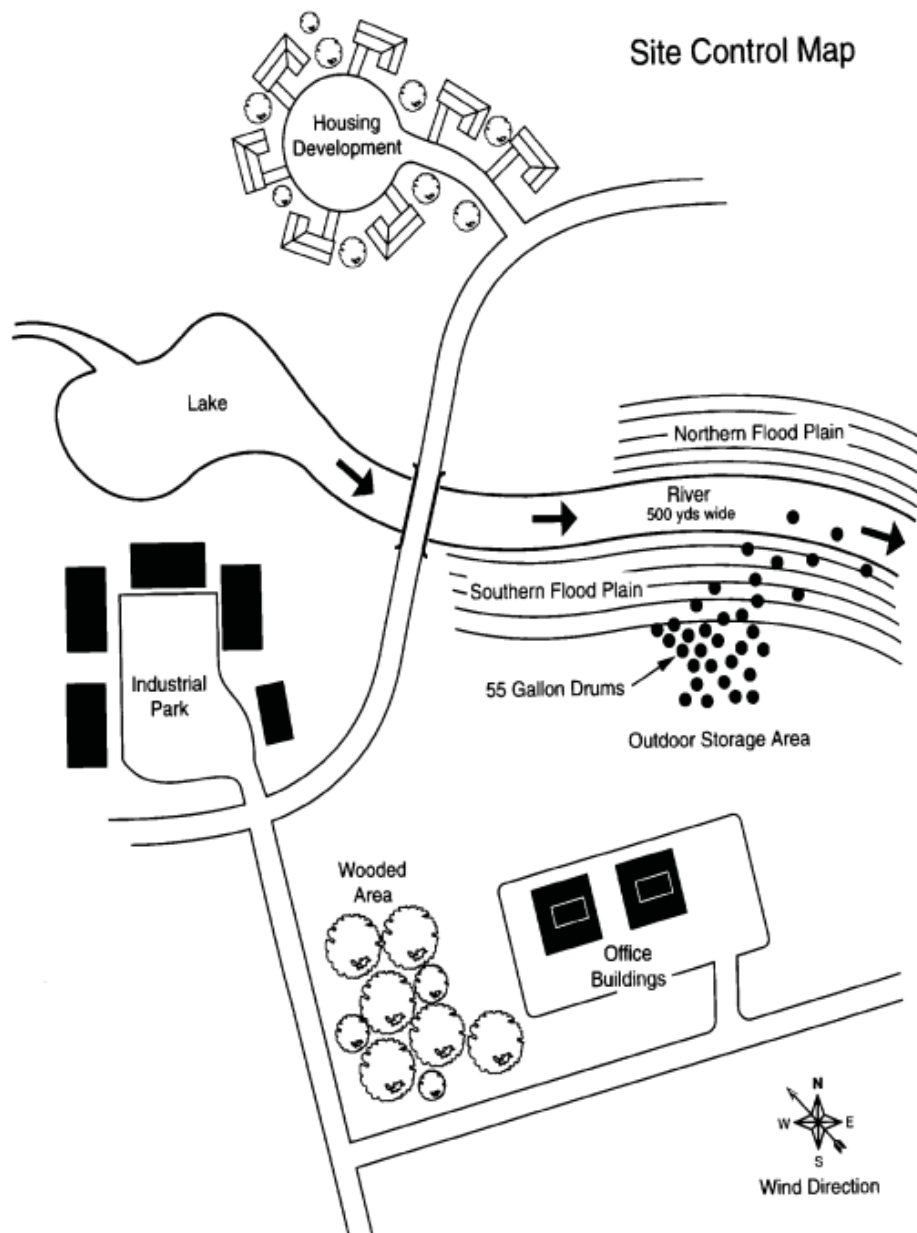 Site Control Map
Housing
Development
Lake
Northern Flood Plain
River
500 yds wide
Southern Flood Plain
Industrial
Park
55 Gallon Drums
Outdoor Storage Area
Wooded
Area
Office
Buildings
N
W E
S
Wind Direction